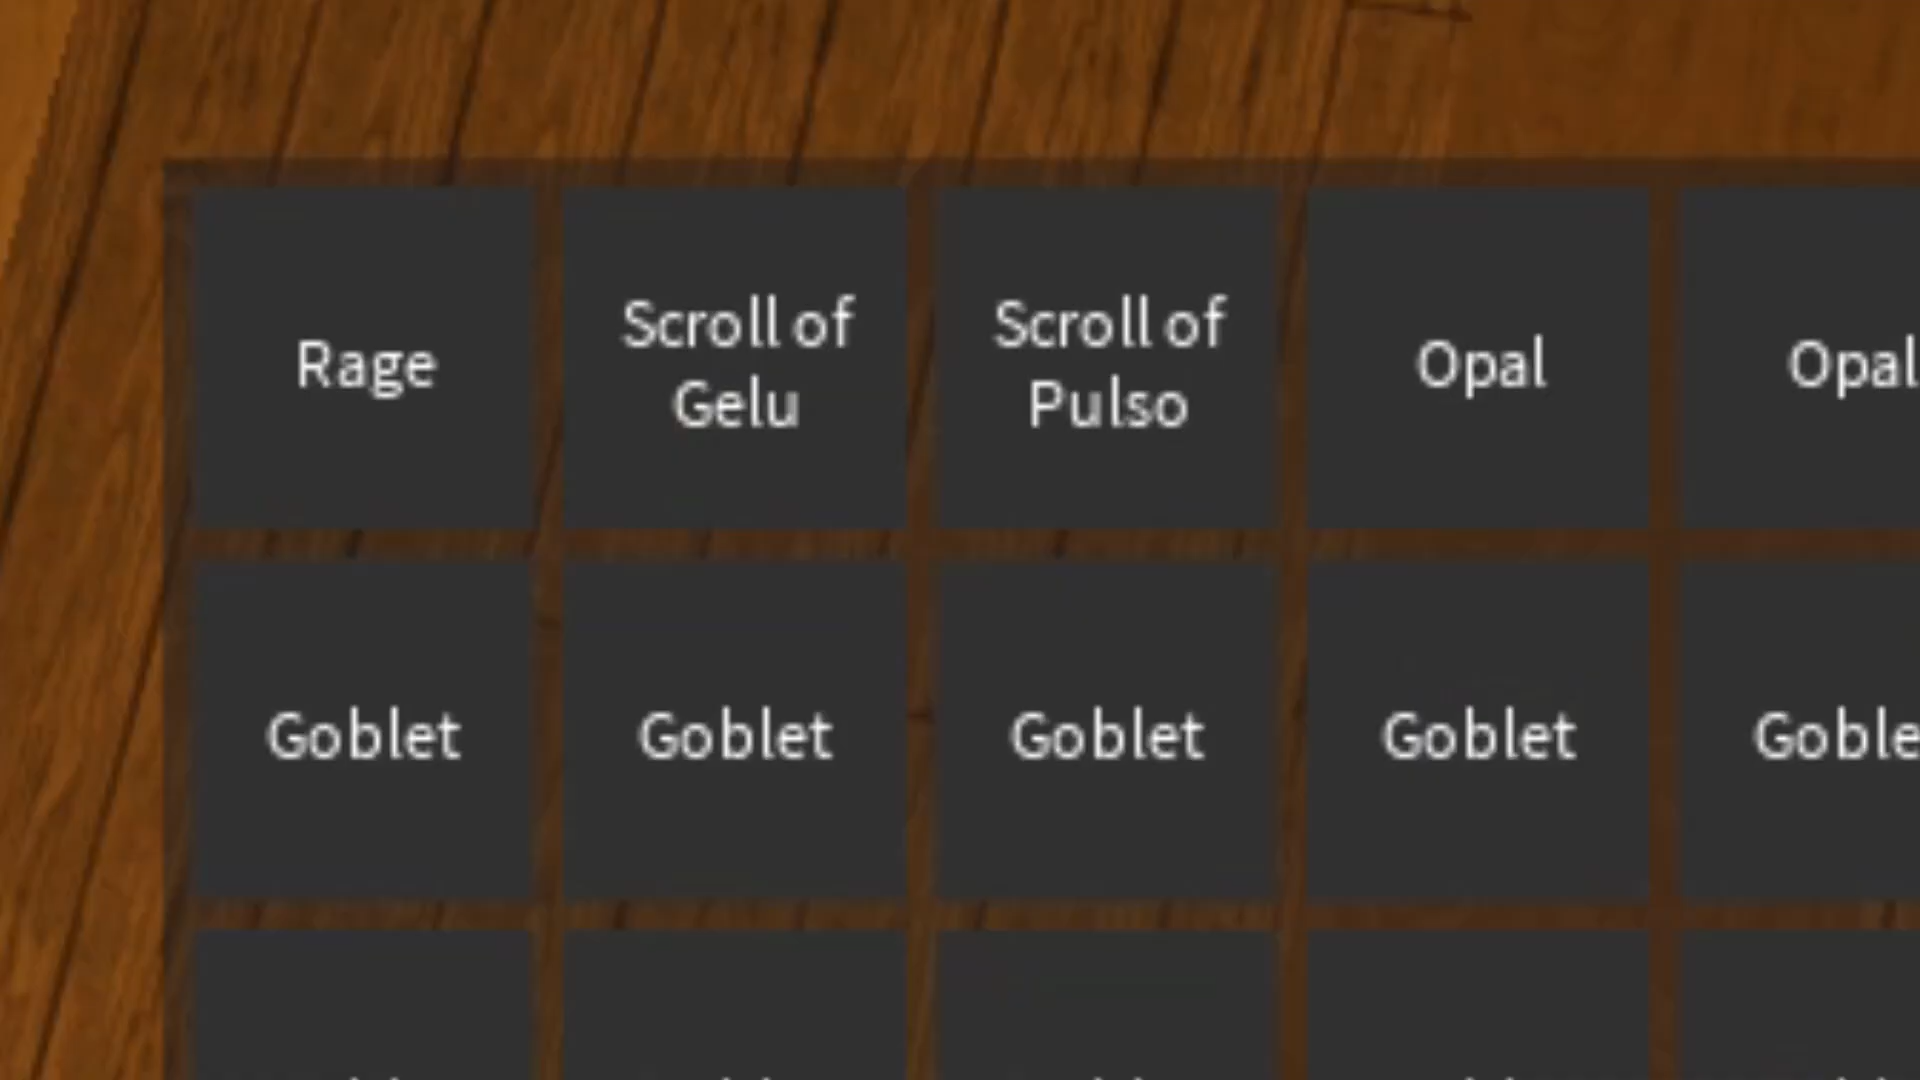 Rage
Scroll of
Gelu
Scroll of
Pulso
Opal
Opal
Goblet
Goblet
Goblet
Goblet
Goble